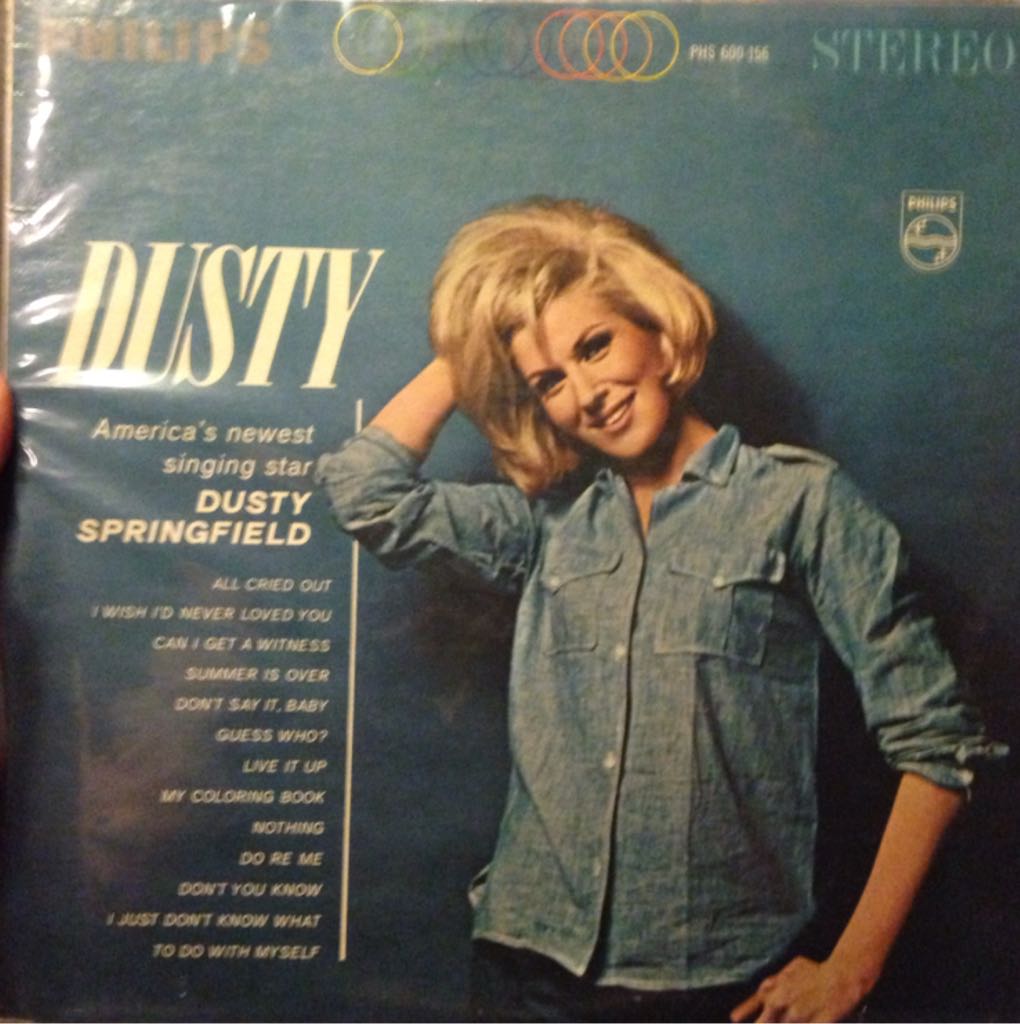 PHILIPS
PHS 600-156
STEREO
PHILIPS
DUSTY
America's newest
singing star
DUSTY
SPRINGFIELD
ALL CRIED OUT
I WISH I'D NEVER LOVED YOU
CAN I GET A WITNESS
SUMMER IS OVER
DON'T SAY IT, BABY
GUESS WHO?
LIVE IT UP
MY COLORING BOOK
NOTHING
DO RE ME
DON'T YOU KNOW
I JUST DON'T KNOW WHAT
TO DO WITH MYSELF